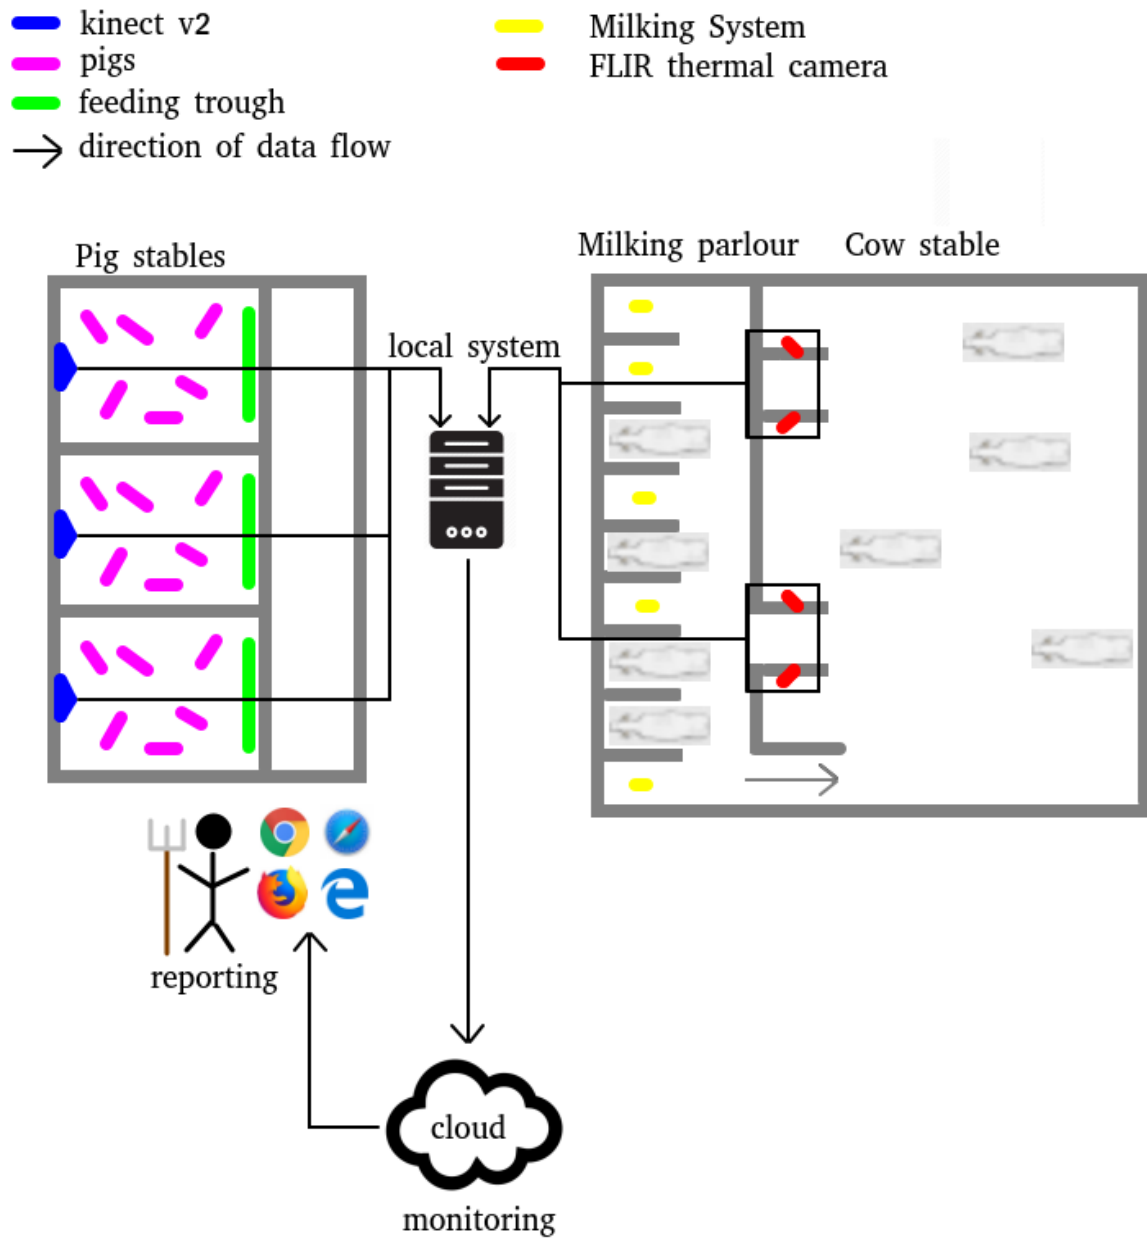 kinect v2
pigs
feeding trough
direction of data flow
Milking System
FLIR thermal camera
Pig stables
Milking parlour
Cow stable
local system
reporting
cloud
monitoring